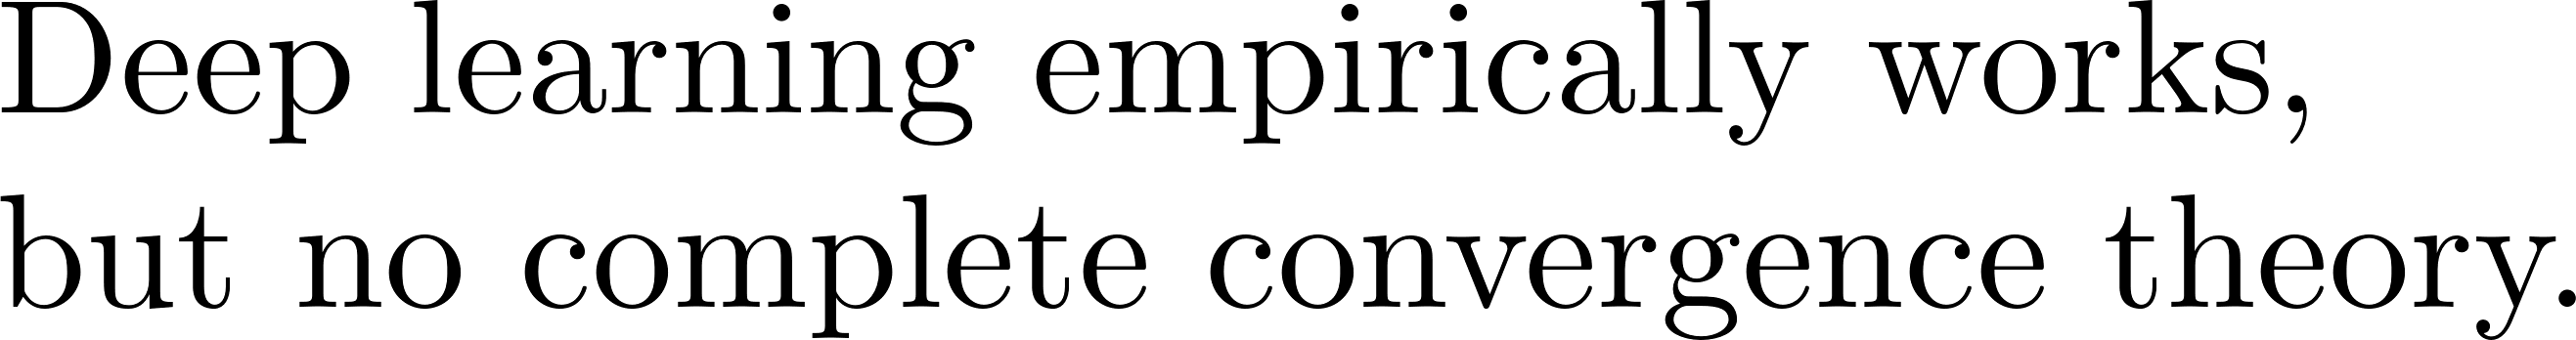 Deep learning empirically works,
but no complete convergence theory.